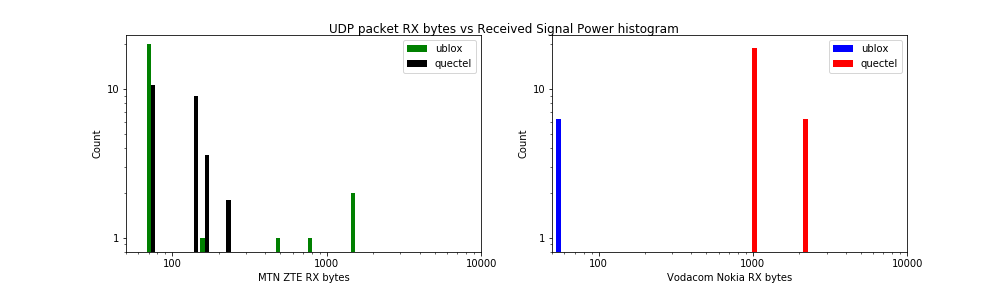 UDP packet RX bytes vs Received Signal Power histogram
ublox
quectel
10
1
Count
100
1000
10000
MTN ZTE RX bytes
ublox
quectel
10
1
Count
100
1000
10000
Vodacom Nokia RX bytes